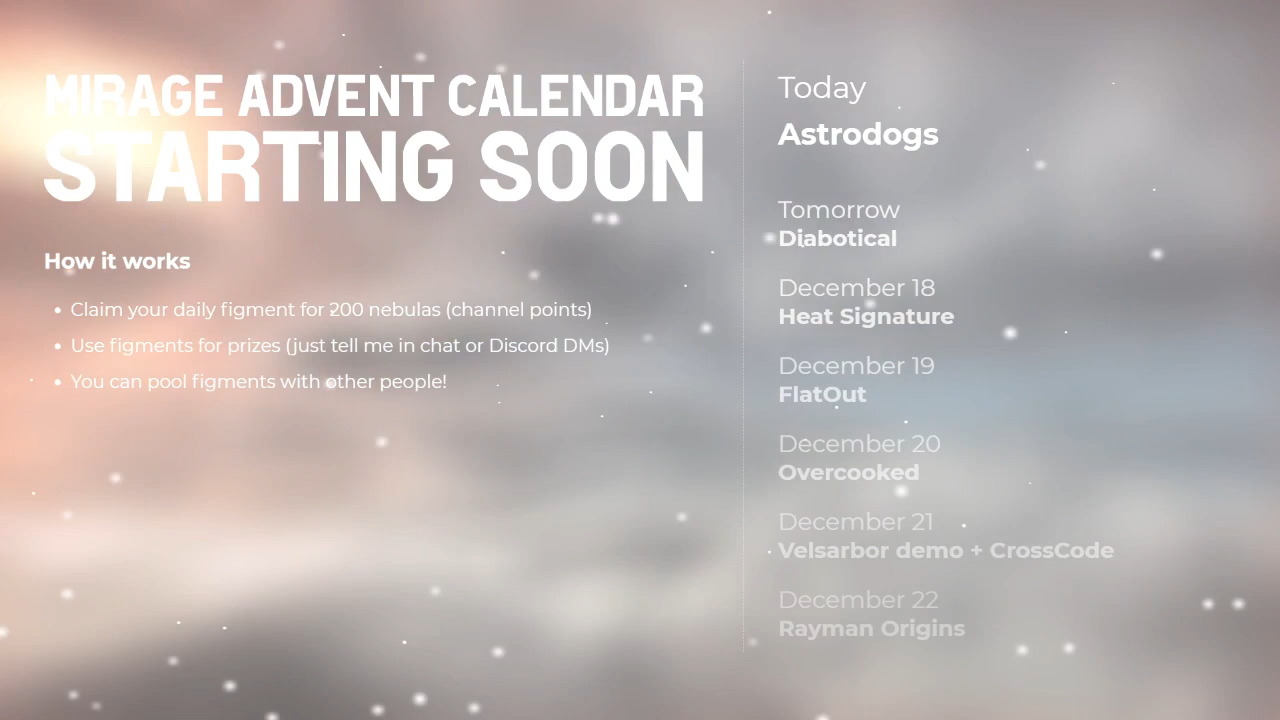 MIRAGE ADVENT CALENDAR
STARTING SOON
How it works
• Claim your daily figment for 200 nebulas (channel points)
• Use figments for prizes (just tell me in chat or Discord DMs)
• You can pool figments with other people!
Today
Astrodogs
Tomorrow
Diabotical
December 18
Heat Signature
December 19
FlatOut
December 20
Overcooked
December 21
Velsarbor demo + CrossCode
December 22
Rayman Origins